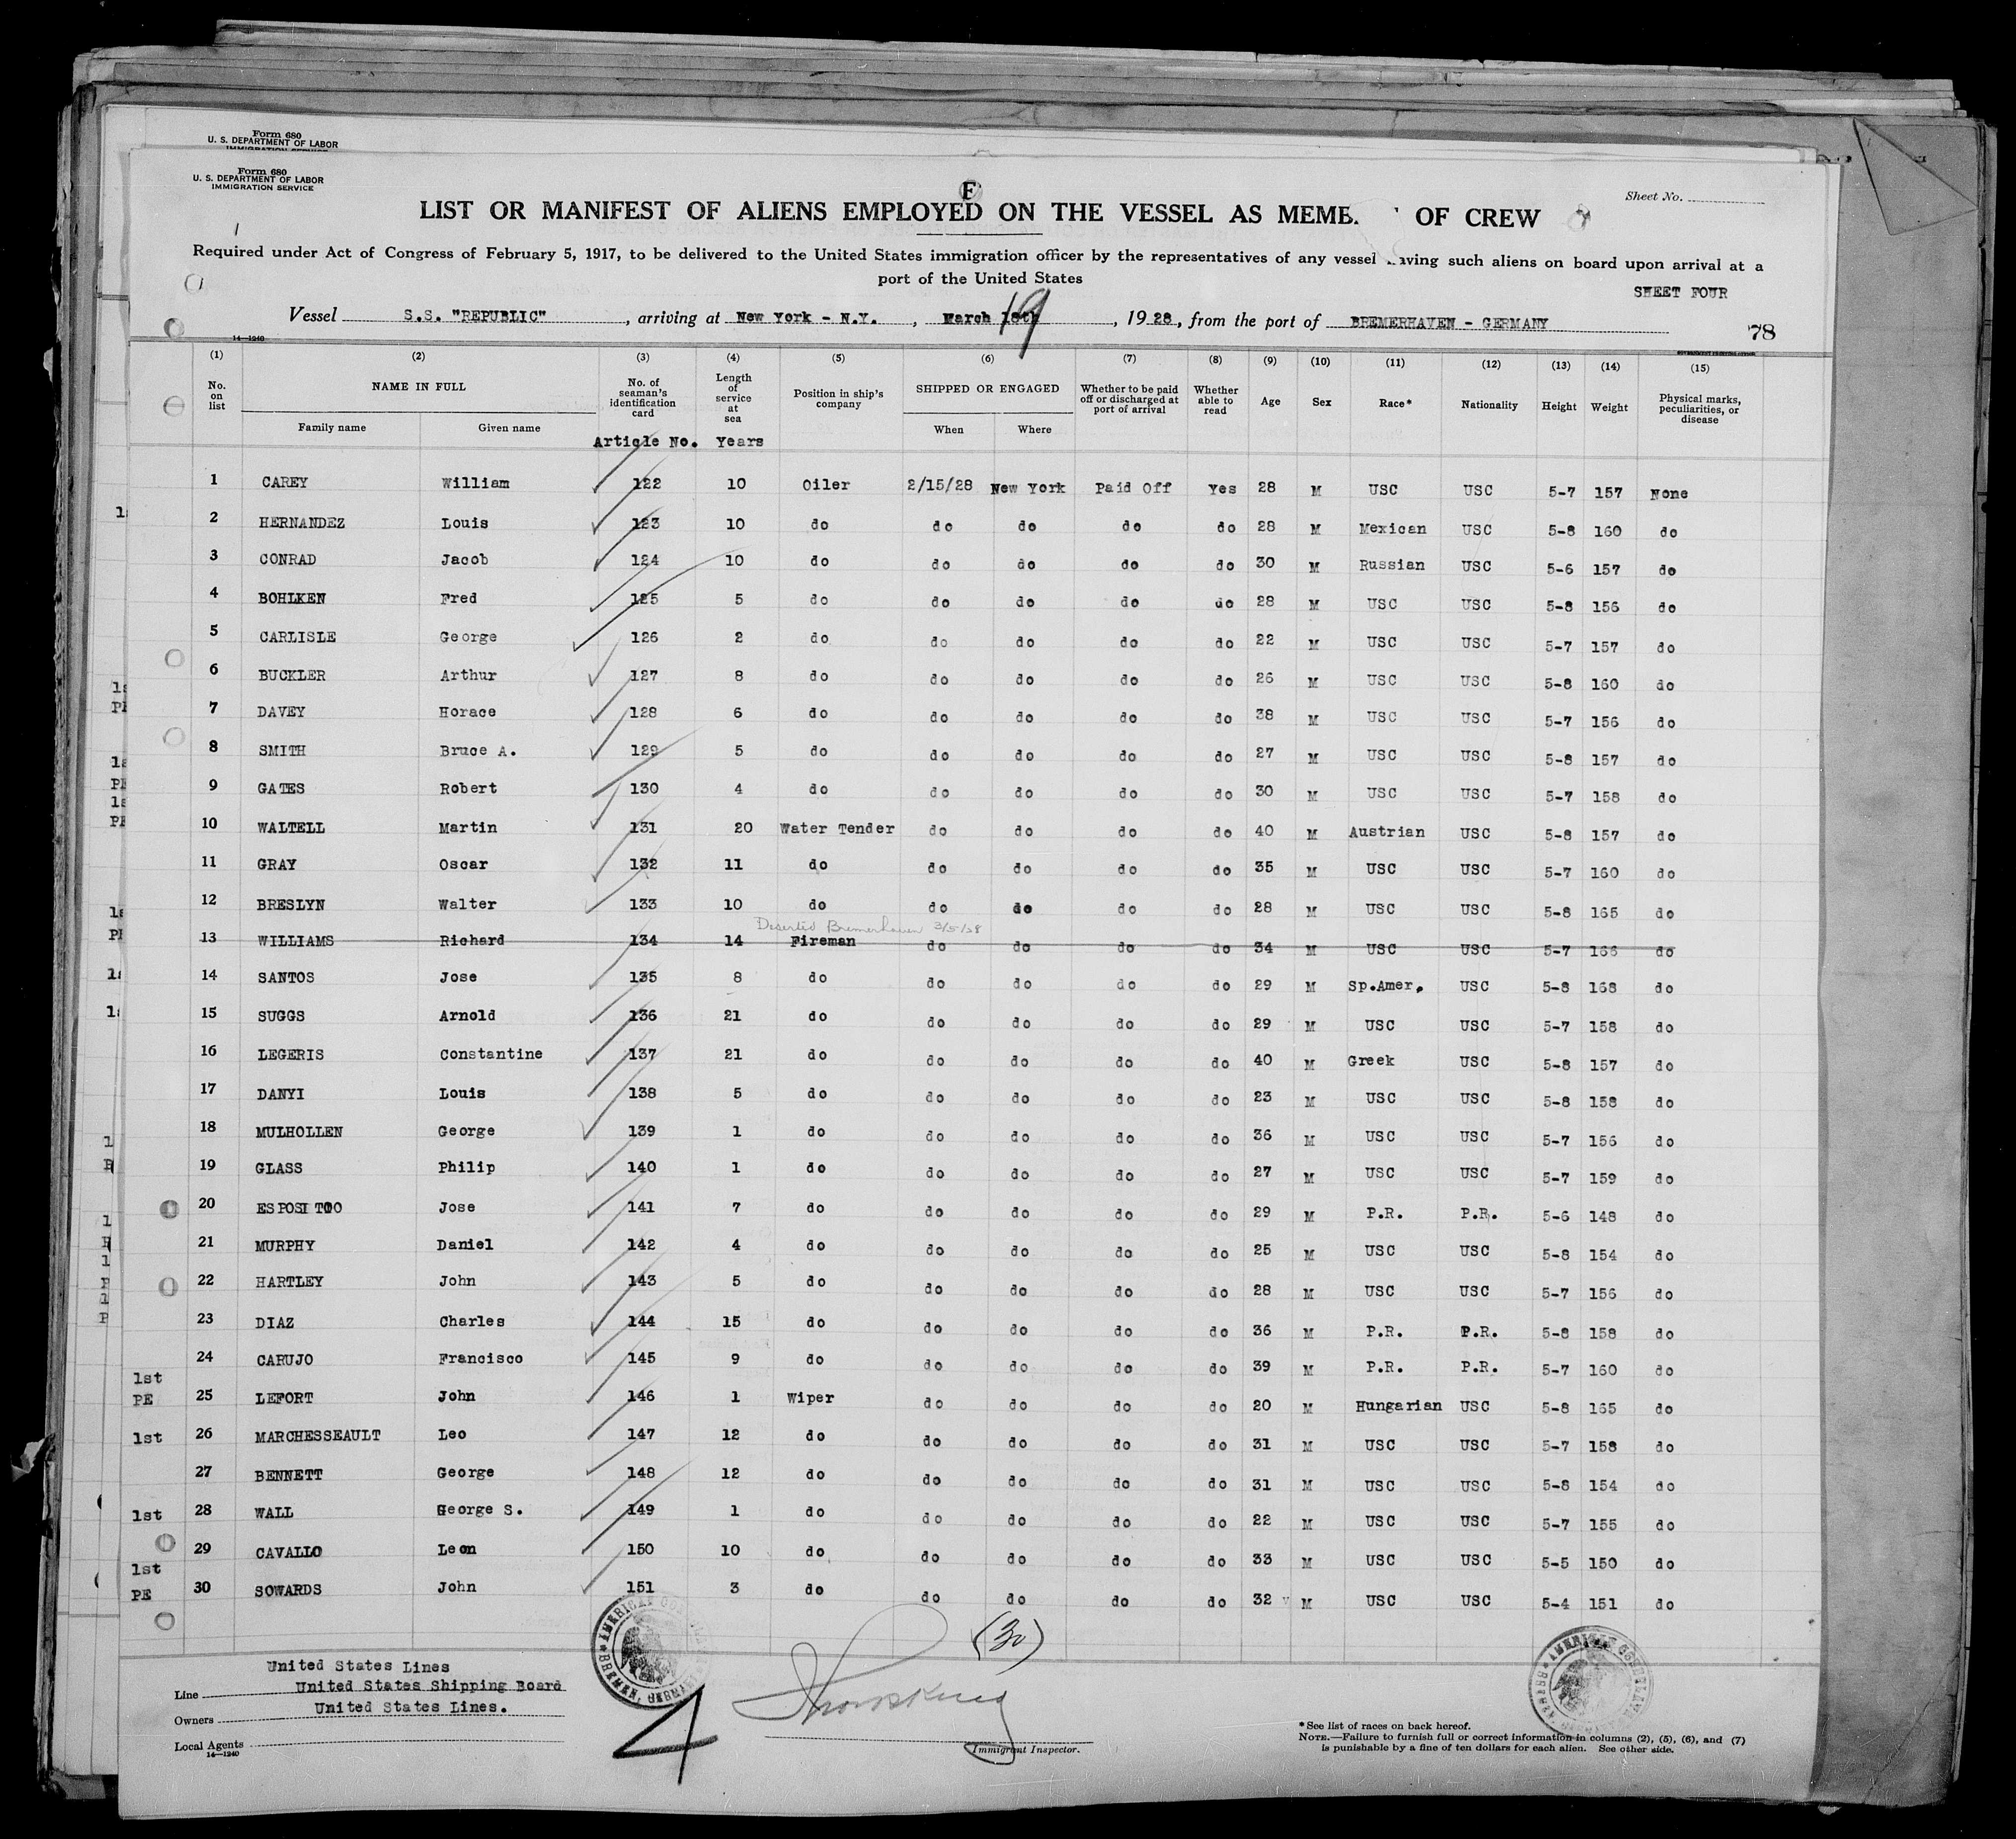 Form 680
U. S. DEPARTMENT OF LABOR
Form 680
U. S. DEPARTMENT OF LABOR
IMMIGRATION SERVICE
F
Sheet No.
LIST OR MANIFEST OF ALIENS EMPLOYED ON THE VESSEL AS MEMB OF CREW
Required under Act of Congress of February 5, 1917, to be delivered to the United States immigration officer by the representatives of any vessel having such aliens on board upon arrival at a
port of the United States
SHEET FOUR
Vessel S.S. "REPUBLIC", arriving at New York - N.Y., March 18th 19, 1928, from the port of BREMERHAVEN - GERMANY
78
14—1240
(1) (2) (3) (4) (5) (6) (7) (8) (9) (10) (11) (12) (13) (14) (15)
No. on list NAME IN FULL Family name Given name No. of seaman's identification card Length of service at sea Position in ship's company SHIPPED OR ENGAGED When Where Whether to be paid off or discharged at port of arrival Whether able to read Age Sex Race* Nationality Height Weight Physical marks, peculiarities, or disease
Article No. Years
1 CAREY William 122 10 Oiler 2/15/28 New York Paid Off Yes 28 M USC USC 5-7 157 None
2 HERNANDEZ Louis 123 10 do do do do do 28 M Mexican USC 5-8 160 do
3 CONRAD Jacob 124 10 do do do do do 30 M Russian USC 5-6 157 do
4 BOHLKEN Fred 125 5 do do do do do 28 M USC USC 5-8 156 do
5 CARLISLE George 126 2 do do do do do 22 M USC USC 5-7 157 do
6 BUCKLER Arthur 127 8 do do do do do 26 M USC USC 5-8 160 do
7 DAVEY Horace 128 6 do do do do do 38 M USC USC 5-7 156 do
8 SMITH Bruce A. 129 5 do do do do do 27 M USC USC 5-8 157 do
9 GATES Robert 130 4 do do do do do 30 M USC USC 5-7 158 do
10 WALTELL Martin 131 20 Water Tender do do do do 40 M Austrian USC 5-8 157 do
11 GRAY Oscar 132 11 do do do do do 35 M USC USC 5-7 160 do
12 BRESLYN Walter 133 10 do do do do do 28 M USC USC 5-8 165 do
Deserted Bremerhaven 3/5/28
13 WILLIAMS Richard 134 14 Fireman do do do do 34 M USC USC 5-7 166 do
14 SANTOS Jose 135 8 do do do do do 29 M Sp.Amer. USC 5-8 168 do
15 SUGGS Arnold 136 21 do do do do do 29 M USC USC 5-7 158 do
16 LEGERIS Constantine 137 21 do do do do do 40 M Greek USC 5-8 157 do
17 DANYI Louis 138 5 do do do do do 23 M USC USC 5-8 158 do
18 MULHOLLEN George 139 1 do do do do do 36 M USC USC 5-7 156 do
19 GLASS Philip 140 1 do do do do do 27 M USC USC 5-7 159 do
20 ESPOSITOO Jose 141 7 do do do do do 29 M P.R. P.R. 5-6 148 do
21 MURPHY Daniel 142 4 do do do do do 25 M USC USC 5-8 154 do
22 HARTLEY John 143 5 do do do do do 28 M USC USC 5-7 156 do
23 DIAZ Charles 144 15 do do do do do 36 M P.R. P.R. 5-8 158 do
24 CARUJO Francisco 145 9 do do do do do 39 M P.R. P.R. 5-7 160 do
1st
PE 25 LEFORT John 146 1 Wiper do do do do 20 M Hungarian USC 5-8 165 do
1st 26 MARCHESSEAULT Leo 147 12 do do do do do 31 M USC USC 5-7 158 do
27 BENNETT George 148 12 do do do do do 31 M USC USC 5-8 154 do
1st 28 WALL George S. 149 1 do do do do do 22 M USC USC 5-7 155 do
29 CAVALLO Leon 150 10 do do do do do 33 M USC USC 5-5 150 do
1st
PE 30 SOWARDS John 151 3 do do do do do 32 M USC USC 5-4 151 do
(30)
United States Lines
Line United States Shipping Board
Owners United States Lines.
Local Agents
14—1240
4
Immigrant Inspector.
*See list of races on back hereof.
NOTE.—Failure to furnish full or correct information in columns (2), (5), (6), and (7)
is punishable by a fine of ten dollars for each alien. See other side.